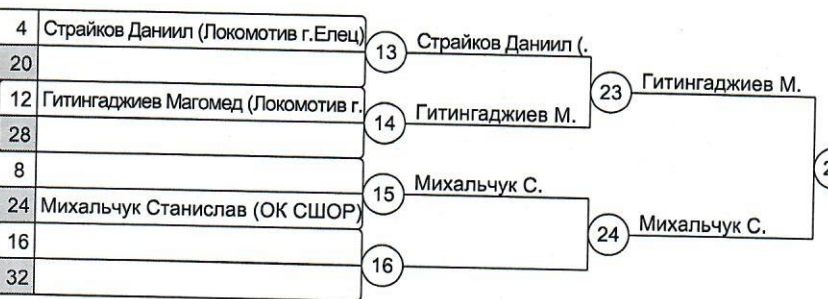 4 Страйков Даниил (Локомотив г.Елец)
13 Страйков Даниил (.
20
23 Гитингаджиев М.
12 Гитингаджиев Магомед (Локомотив г.
14 Гитингаджиев М.
28
8
15 Михальчук С.
24 Михальчук Станислав (ОК СШОР)
24 Михальчук С.
16
16
32